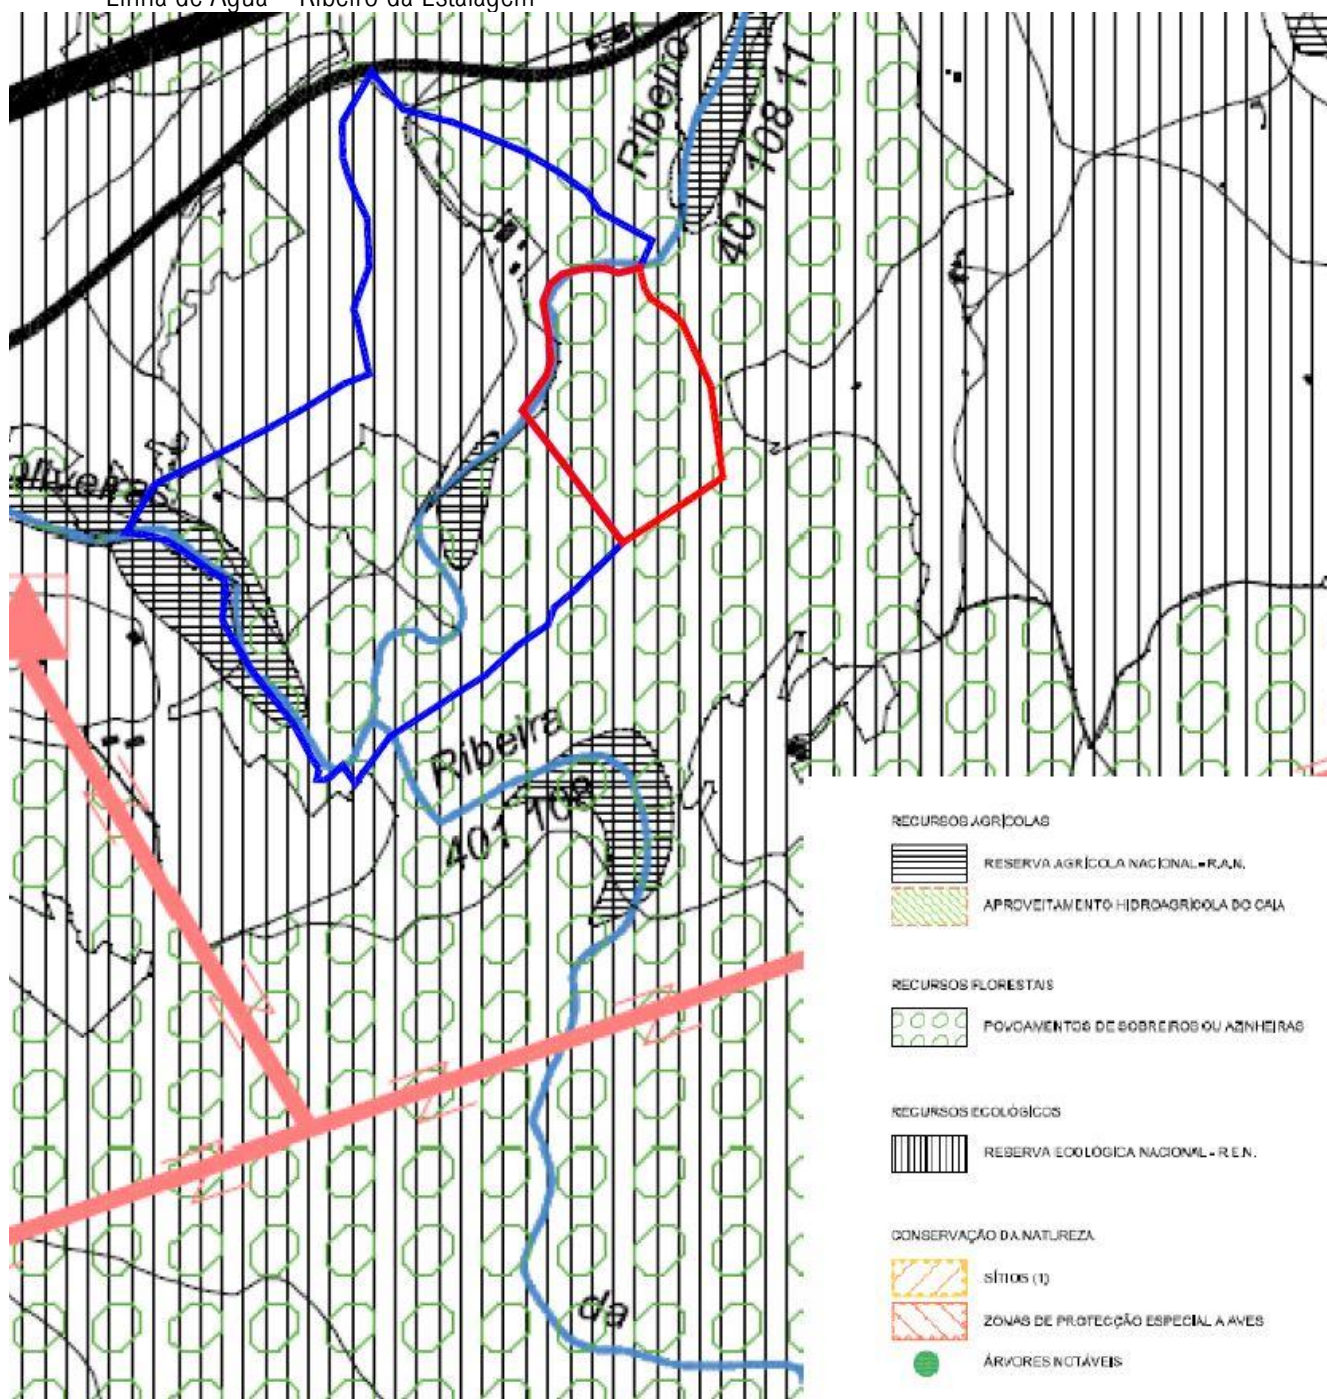 Linha de Água – Ribeiro da Estalagem
Ribeiro
401 108 11
Ribeira
401 108
da
RECURSOS AGRÍCOLAS
RESERVA AGRÍCOLA NACIONAL - R.A.N.
APROVEITAMENTO HIDROAGRÍCOLA DO CAIA
RECURSOS FLORESTAIS
POVOAMENTOS DE SOBREIROS OU AZINHEIRAS
RECURSOS ECOLÓGICOS
RESERVA ECOLÓGICA NACIONAL - R.E.N.
CONSERVAÇÃO DA NATUREZA
SÍTIOS (1)
ZONAS DE PROTECÇÃO ESPECIAL A AVES
ÁRVORES NOTÁVEIS